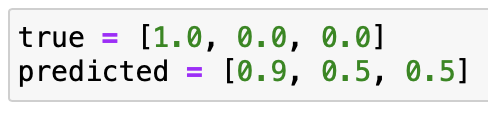 true = [1.0, 0.0, 0.0]
predicted = [0.9, 0.5, 0.5]